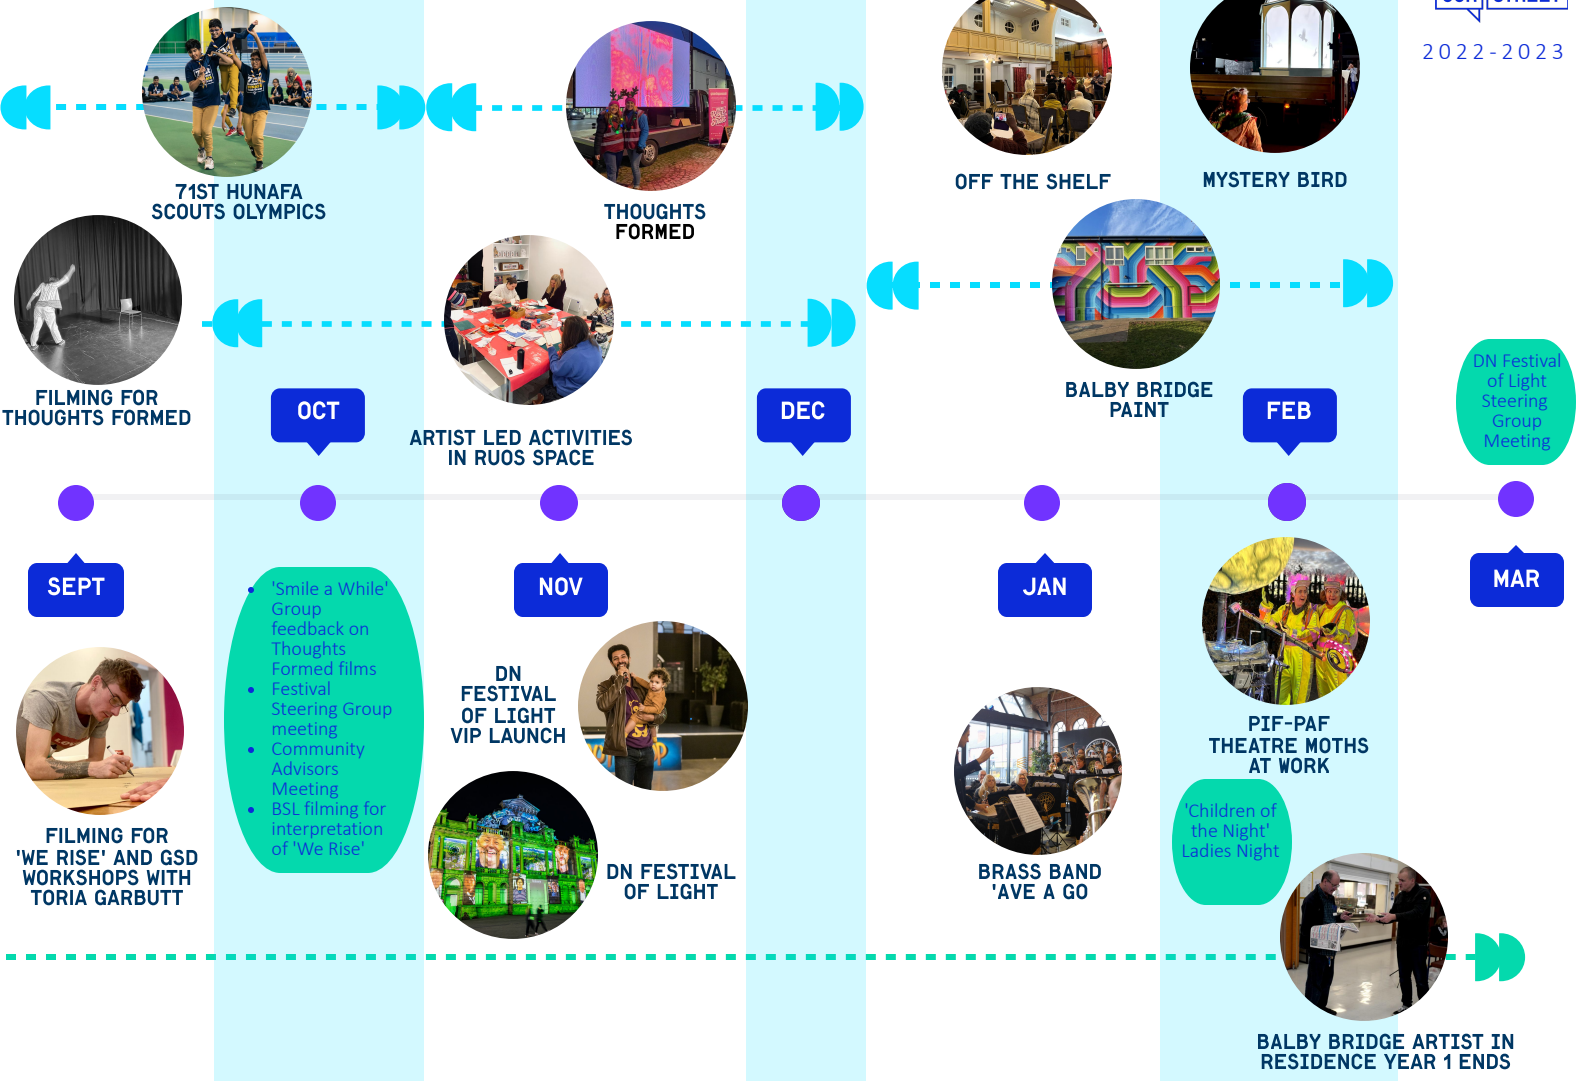 STREET
2022-2023
71ST HUNAFA
SCOUTS OLYMPICS
THOUGHTS
FORMED
OFF THE SHELF
MYSTERY BIRD
FILMING FOR
THOUGHTS FORMED
ARTIST LED ACTIVITIES
IN RUOS SPACE
BALBY BRIDGE
PAINT
DN Festival
of Light
Steering
Group
Meeting
OCT
DEC
FEB
SEPT
NOV
JAN
MAR
FILMING FOR
'WE RISE' AND GSD
WORKSHOPS WITH
TORIA GARBUTT
• 'Smile a While'
Group
feedback on
Thoughts
Formed films
• Festival
Steering Group
meeting
• Community
Advisors
Meeting
• BSL filming for
interpretation
of 'We Rise'
DN
FESTIVAL
OF LIGHT
VIP LAUNCH
DN FESTIVAL
OF LIGHT
BRASS BAND
'AVE A GO
PIF-PAF
THEATRE MOTHS
AT WORK
'Children of
the Night'
Ladies Night
BALBY BRIDGE ARTIST IN
RESIDENCE YEAR 1 ENDS